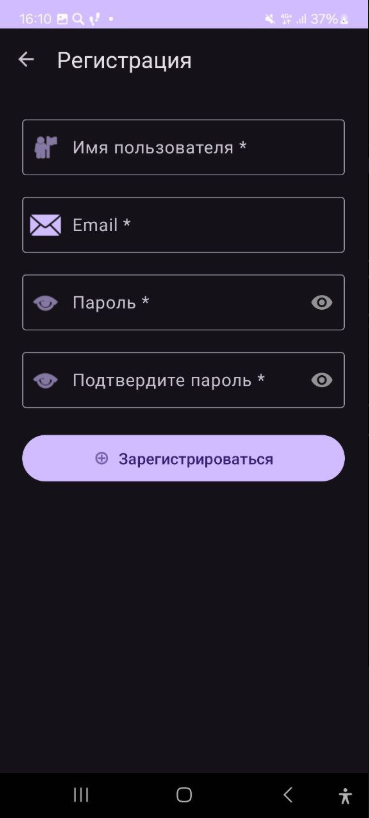 16:10
37%
Регистрация
Имя пользователя *
Email *
Пароль *
Подтвердите пароль *
Зарегистрироваться